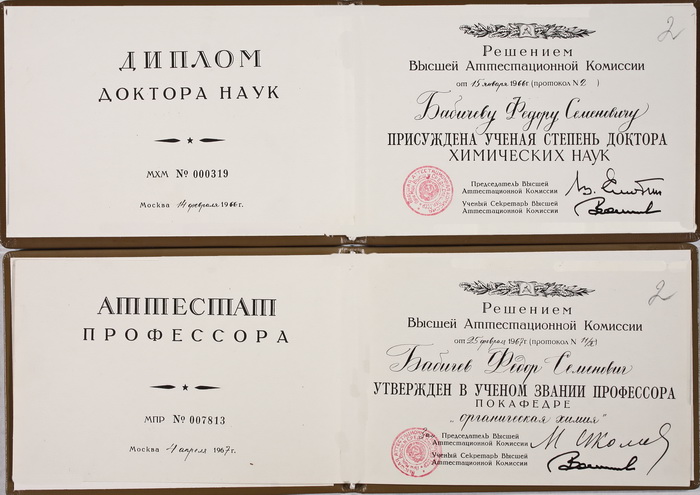 ДИПЛОМ
ДОКТОРА НАУК
МХМ № 000319
Москва 14 февраля 1966 г.
2
Решением
Высшей Аттестационной Комиссии
от 15 января 1966 г. (протокол № 2 )
Бабичеву Федору Семеновичу
ПРИСУЖДЕНА УЧЕНАЯ СТЕПЕНЬ ДОКТОРА
ХИМИЧЕСКИХ НАУК
Председатель Высшей
Аттестационной Комиссии
Ученый Секретарь Высшей
Аттестационной Комиссии
АТТЕСТАТ
ПРОФЕССОРА
МПР № 007813
Москва 4 апреля 1967 г.
2
Решением
Высшей Аттестационной Комиссии
от 25 февраля 1967 г. (протокол N
Бабичев Федор Семенович
УТВЕРЖДЕН В УЧЕНОМ ЗВАНИИ ПРОФЕССОРА
ПО КАФЕДРЕ
„органическая химия"
Председатель Высшей
Аттестационной Комиссии
Ученый Секретарь Высшей
Аттестационной Комиссии